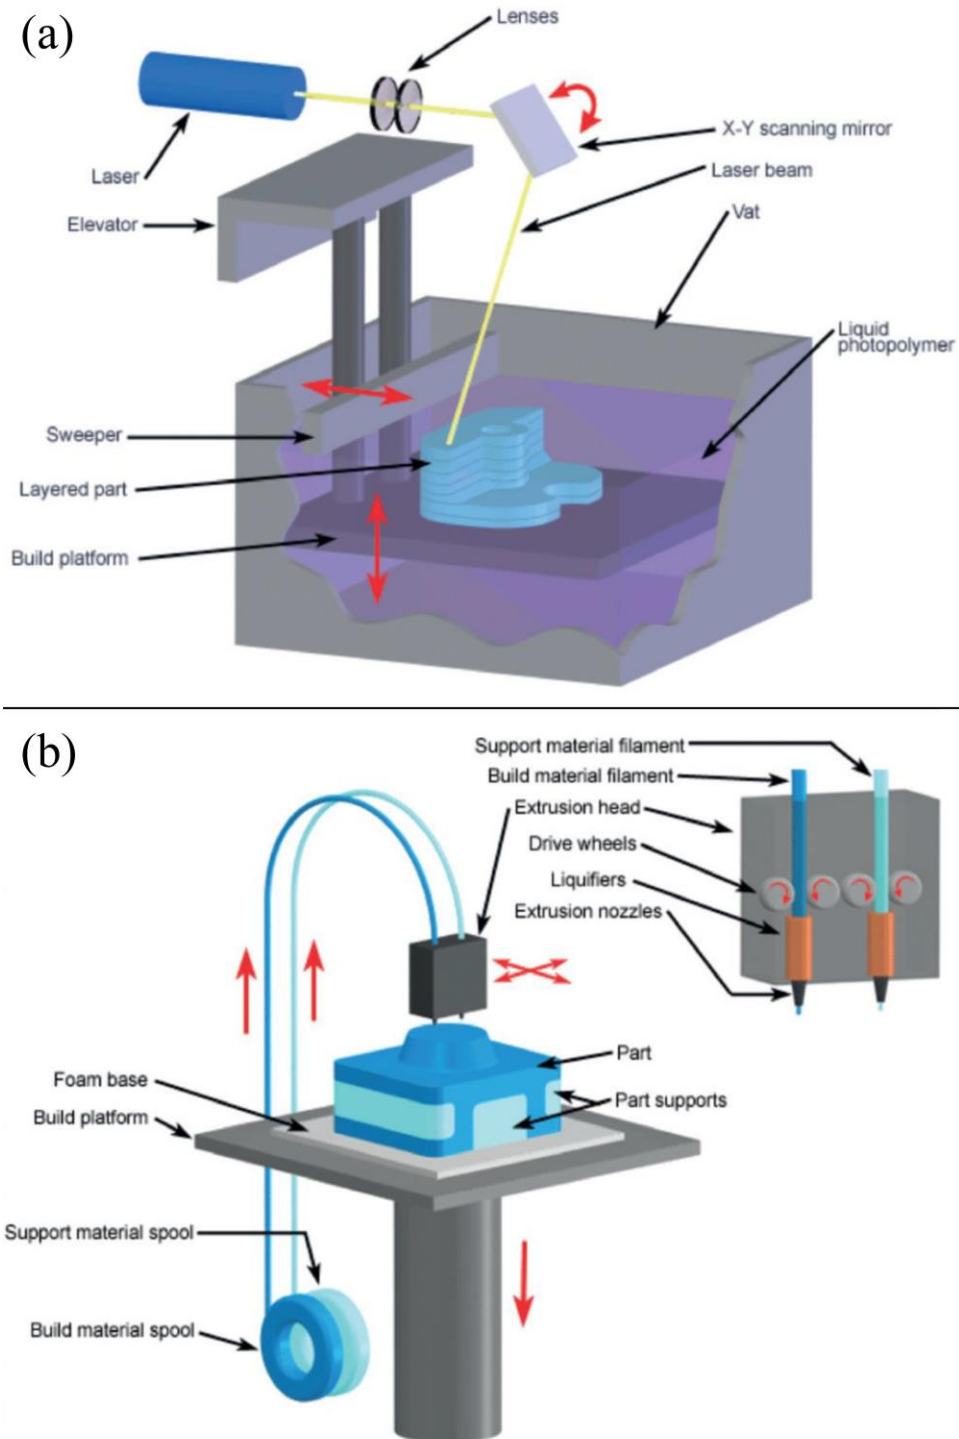 (a)
Lenses
X-Y scanning mirror
Laser beam
Laser
Vat
Elevator
Liquid
photopolymer
Sweeper
Layered part
Build platform
(b)
Support material filament
Build material filament
Extrusion head
Drive wheels
Liquifiers
Extrusion nozzles
Part
Foam base
Part supports
Build platform
Support material spool
Build material spool